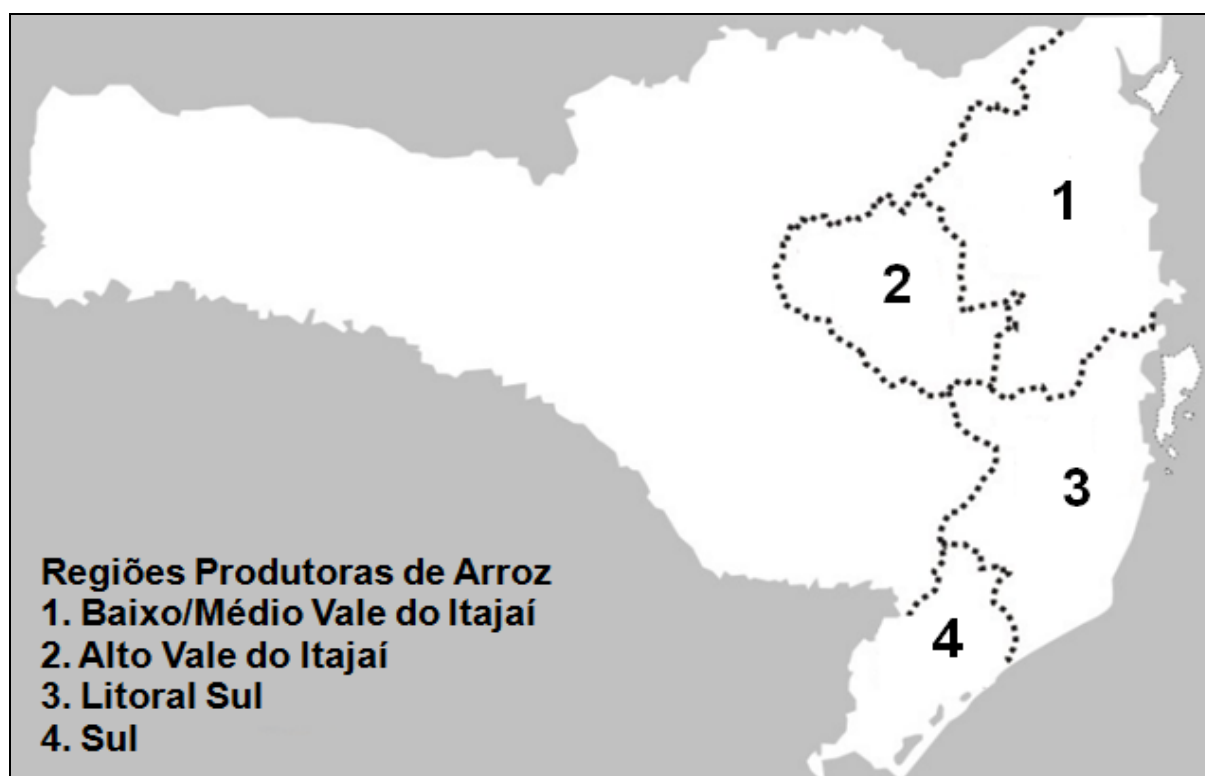 1
2
3
4
Regiões Produtoras de Arroz
1. Baixo/Médio Vale do Itajaí
2. Alto Vale do Itajaí
3. Litoral Sul
4. Sul